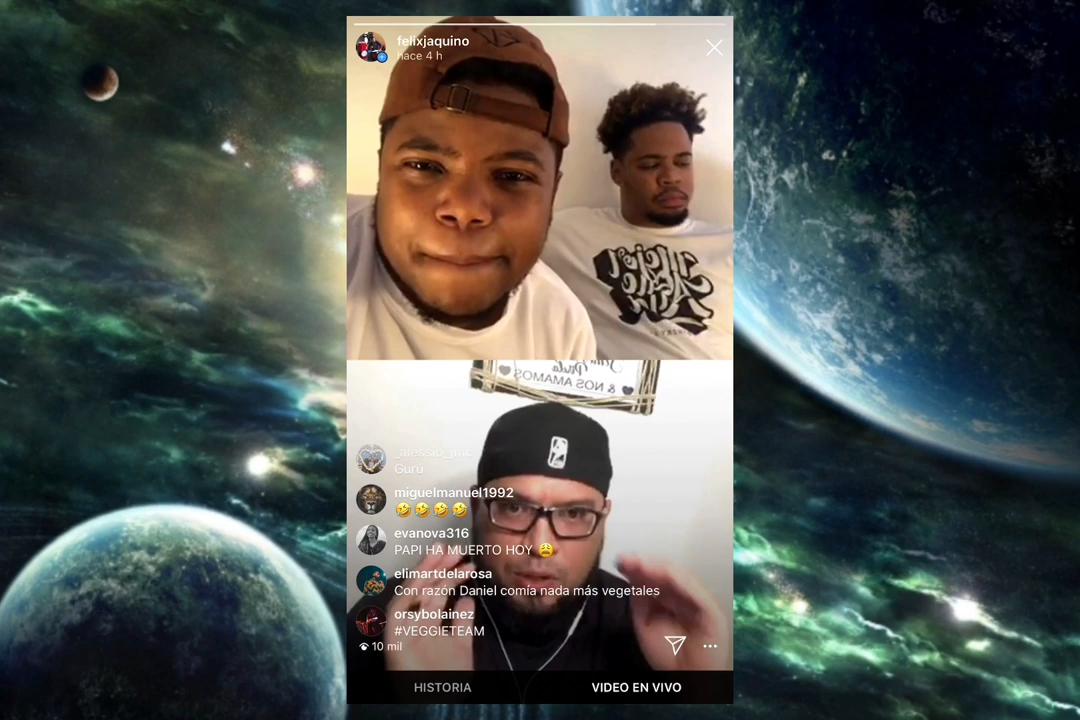 felixjaquino
hace 4 h
& NOS AMAMOS
Gurú
miguelmanuel1992
🤣🤣🤣🤣
evanova316
PAPI HA MUERTO HOY 😩
elimartdelarosa
Con razón Daniel comía nada más vegetales
orsybolainez
#VEGGIETEAM
10 mil
HISTORIA
VIDEO EN VIVO